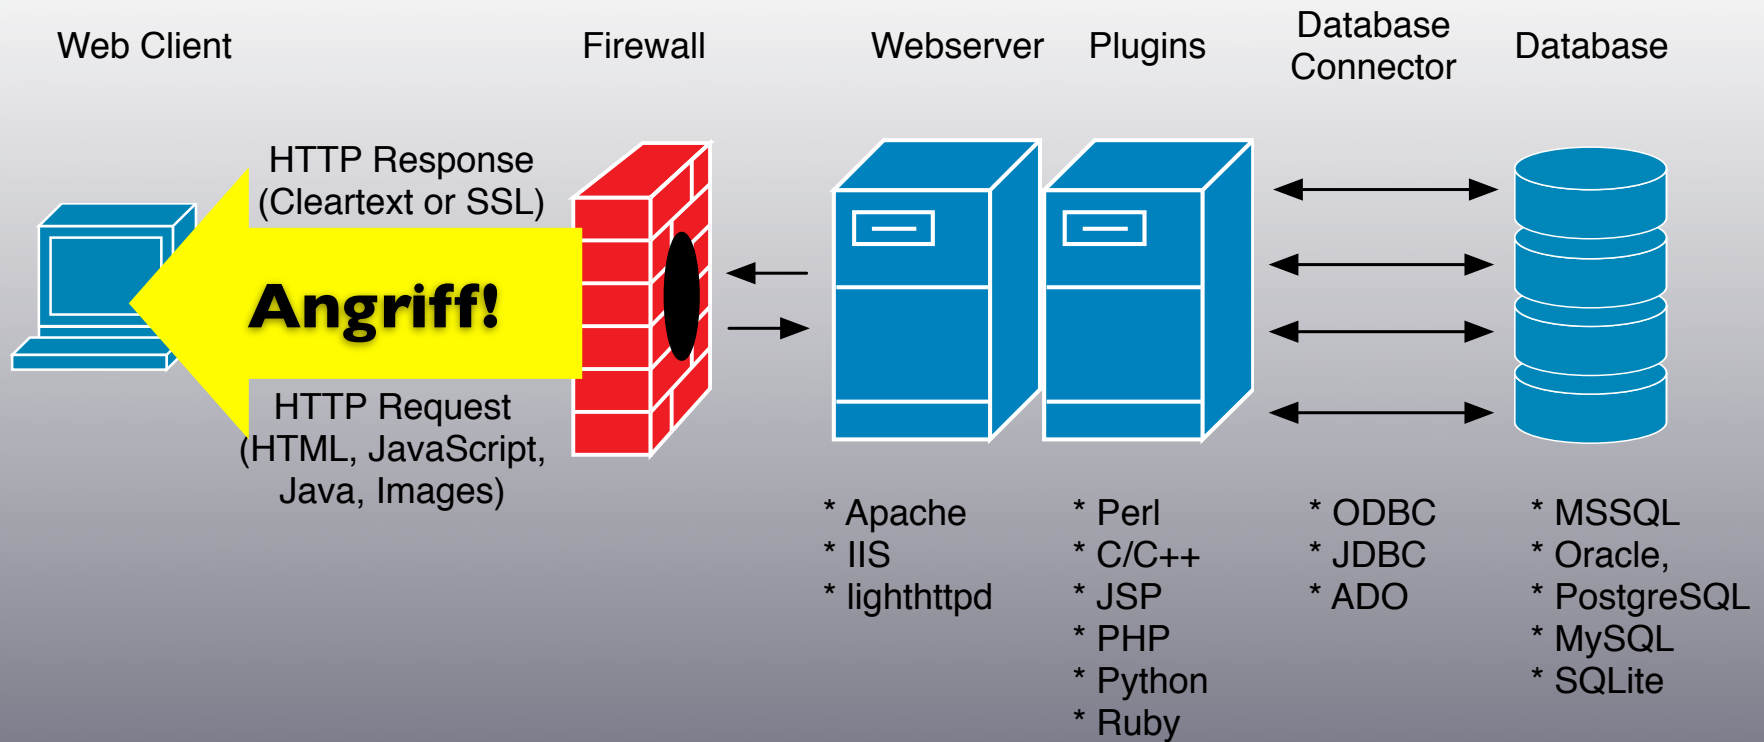 Web Client
Firewall
Webserver
Plugins
Database
Connector
Database
HTTP Response
(Cleartext or SSL)
Angriff!
HTTP Request
(HTML, JavaScript,
Java, Images)
* Apache
* IIS
* lighthttpd
* Perl
* C/C++
* JSP
* PHP
* Python
* Ruby
* ODBC
* JDBC
* ADO
* MSSQL
* Oracle,
* PostgreSQL
* MySQL
* SQLite